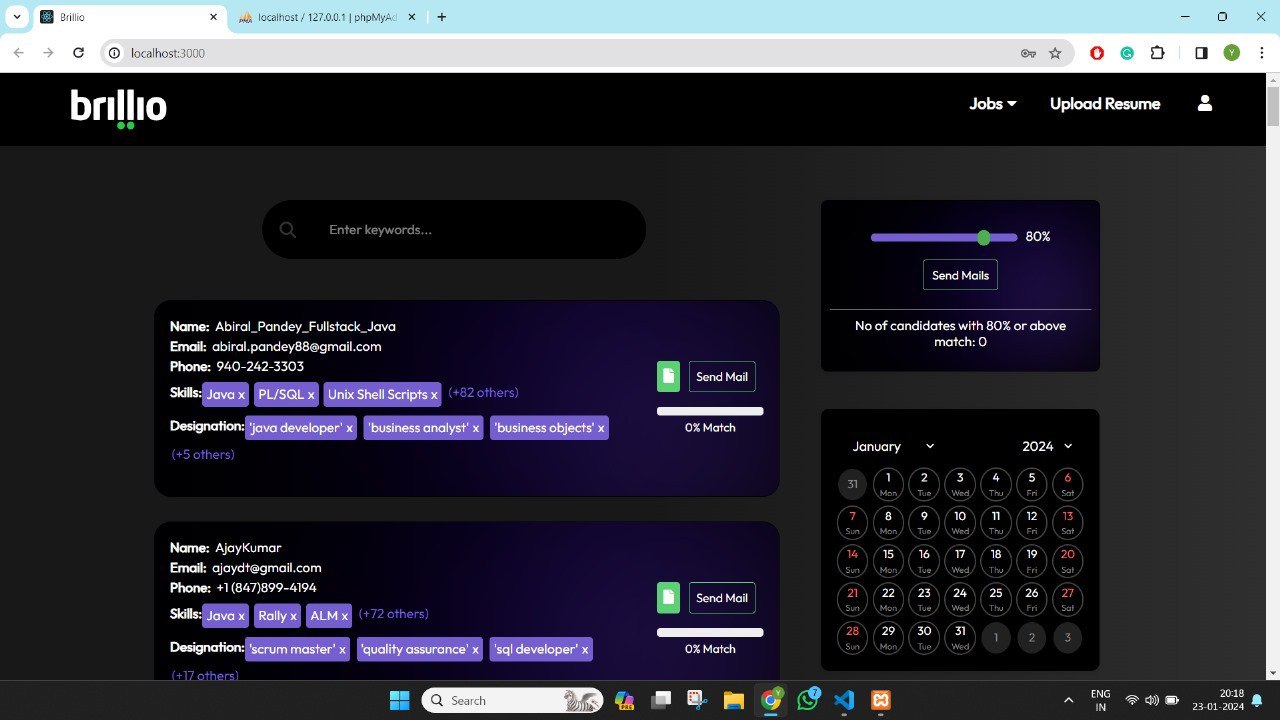 Brillio
localhost / 127.0.0.1 | phpMyAd
localhost:3000
Y
brillio
Jobs
Upload Resume
Enter keywords...
80%
Send Mails
No of candidates with 80% or above
match: 0
Name: Abiral_Pandey_Fullstack_Java
Email: abiral.pandey88@gmail.com
Phone: 940-242-3303
Skills: Java x PL/SQL x Unix Shell Scripts x (+82 others)
Designation: 'java developer' x 'business analyst' x 'business objects' x
(+5 others)
Send Mail
0% Match
January 2024
31 1 2 3 4 5 6
Mon Tue Wed Thu Fri Sat
7 8 9 10 11 12 13
Sun Mon Tue Wed Thu Fri Sat
14 15 16 17 18 19 20
Sun Mon Tue Wed Thu Fri Sat
21 22 23 24 25 26 27
Sun Mon Tue Wed Thu Fri Sat
28 29 30 31 1 2 3
Sun Mon Tue Wed
Name: AjayKumar
Email: ajaydt@gmail.com
Phone: +1 (847)899-4194
Skills: Java x Rally x ALM x (+72 others)
Designation: 'scrum master' x 'quality assurance' x 'sql developer' x
(+17 others)
Send Mail
0% Match
Search
7
ENG
IN
20:18
23-01-2024